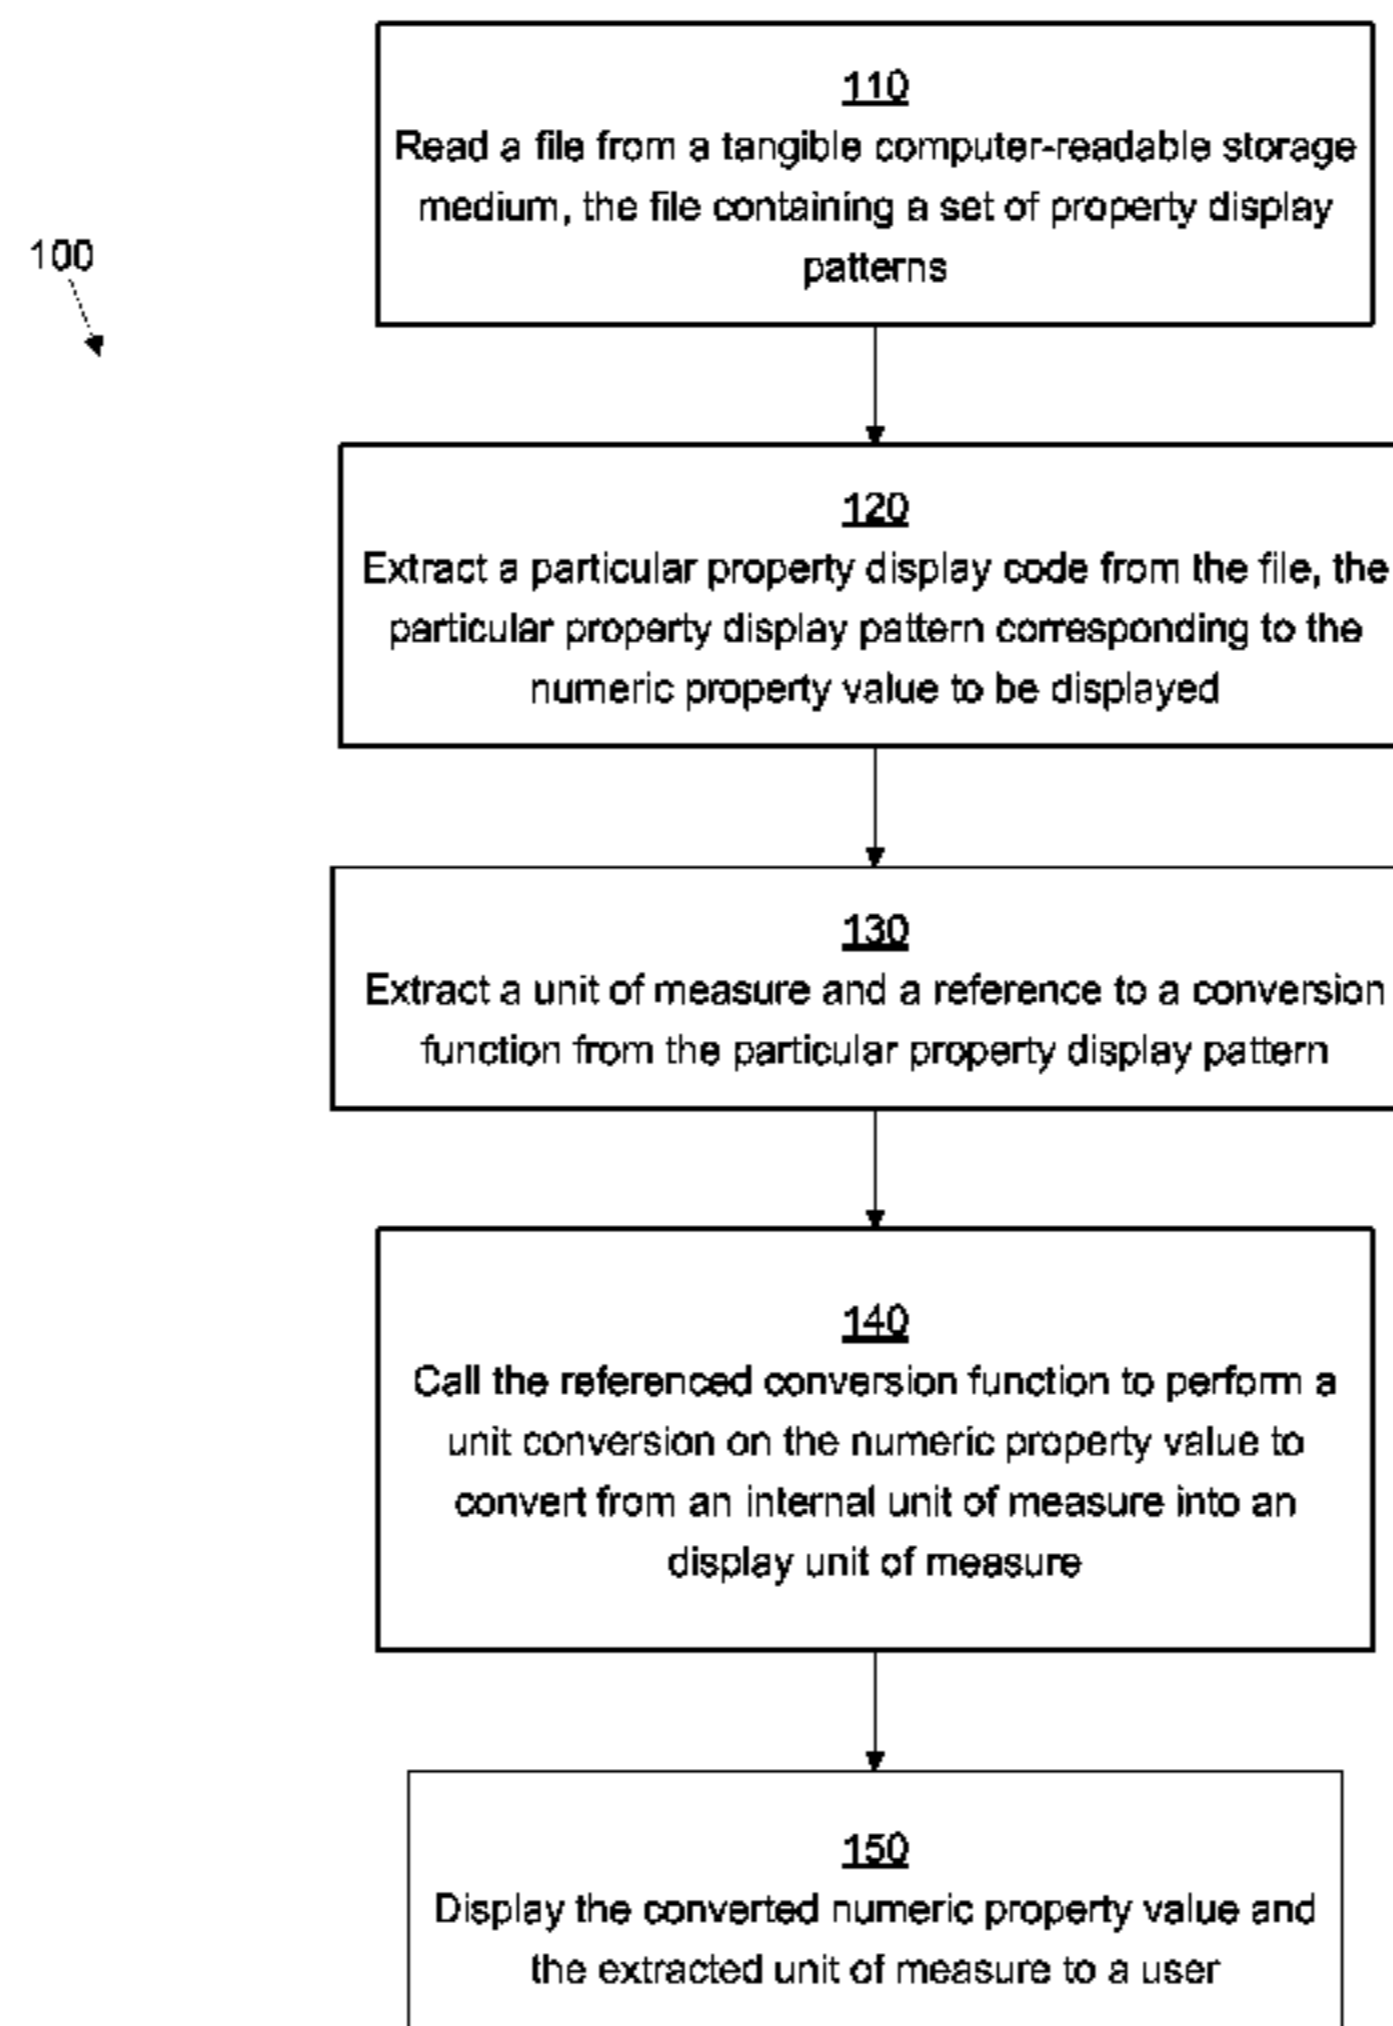 110
Read a file from a tangible computer-readable storage
medium, the file containing a set of property display
patterns
100
120
Extract a particular property display code from the file, the
particular property display pattern corresponding to the
numeric property value to be displayed
130
Extract a unit of measure and a reference to a conversion
function from the particular property display pattern
140
Call the referenced conversion function to perform a
unit conversion on the numeric property value to
convert from an internal unit of measure into an
display unit of measure
150
Display the converted numeric property value and
the extracted unit of measure to a user